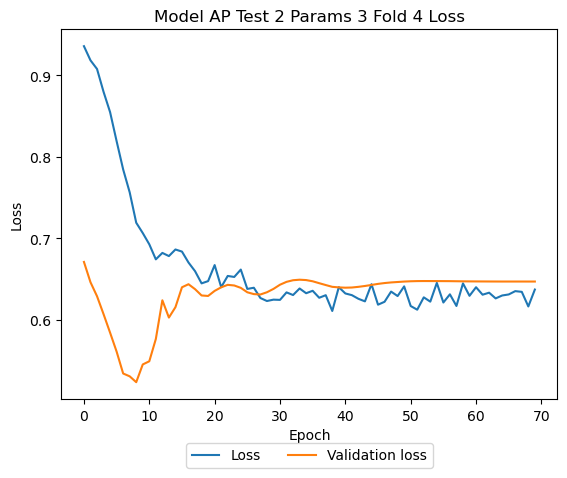 Model AP Test 2 Params 3 Fold 4 Loss
0.9
0.8
0.7
0.6
Loss
0 10 20 30 40 50 60 70
Epoch
Loss Validation loss